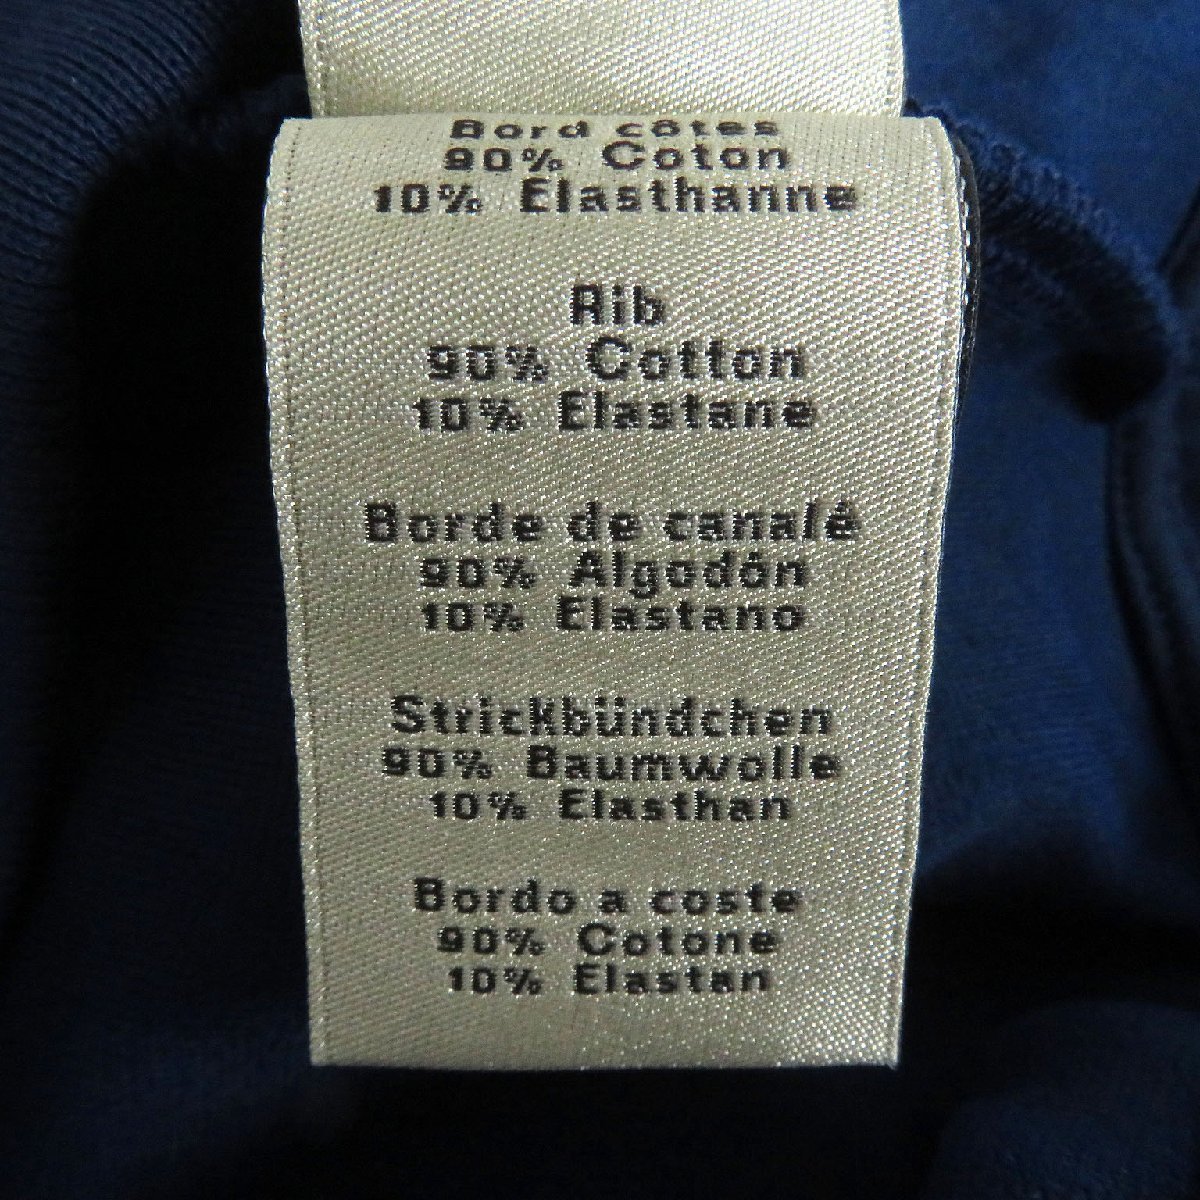 Bord côtes
90% Coton
10% Élasthanne
Rib
90% Cotton
10% Elastane
Borde de canalé
90% Algodón
10% Elastano
Strickbündchen
90% Baumwolle
10% Elasthan
Bordo a coste
90% Cotone
10% Elastan